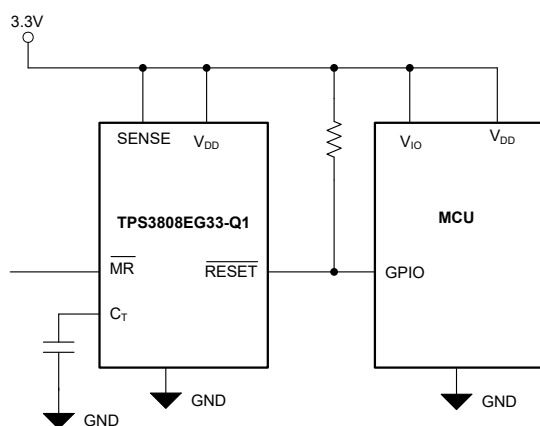 3.3V
SENSE
V_DD
V_IO
V_DD
TPS3808EG33-Q1
MCU
MR
RESET
GPIO
C_T
GND
GND
GND